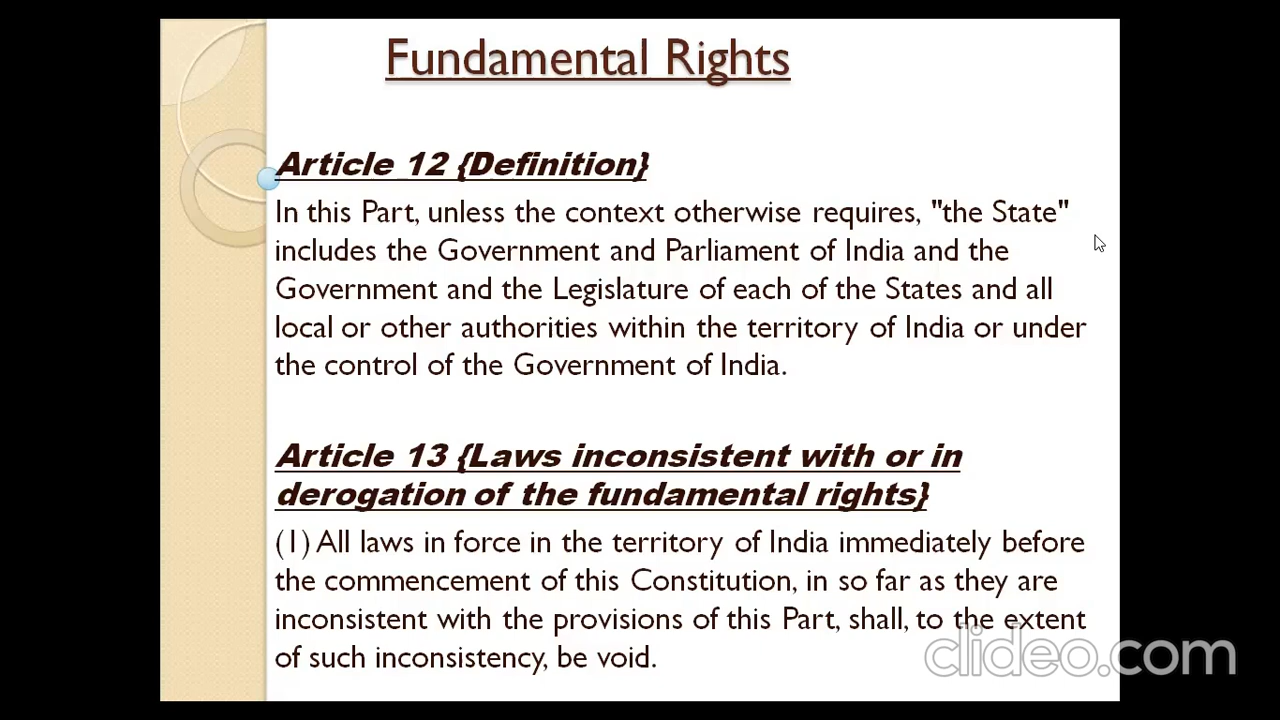 Fundamental Rights
Article 12 {Definition}
In this Part, unless the context otherwise requires, "the State"
includes the Government and Parliament of India and the
Government and the Legislature of each of the States and all
local or other authorities within the territory of India or under
the control of the Government of India.
Article 13 {Laws inconsistent with or in
derogation of the fundamental rights}
(1) All laws in force in the territory of India immediately before
the commencement of this Constitution, in so far as they are
inconsistent with the provisions of this Part, shall, to the extent
of such inconsistency, be void.
clideo.com